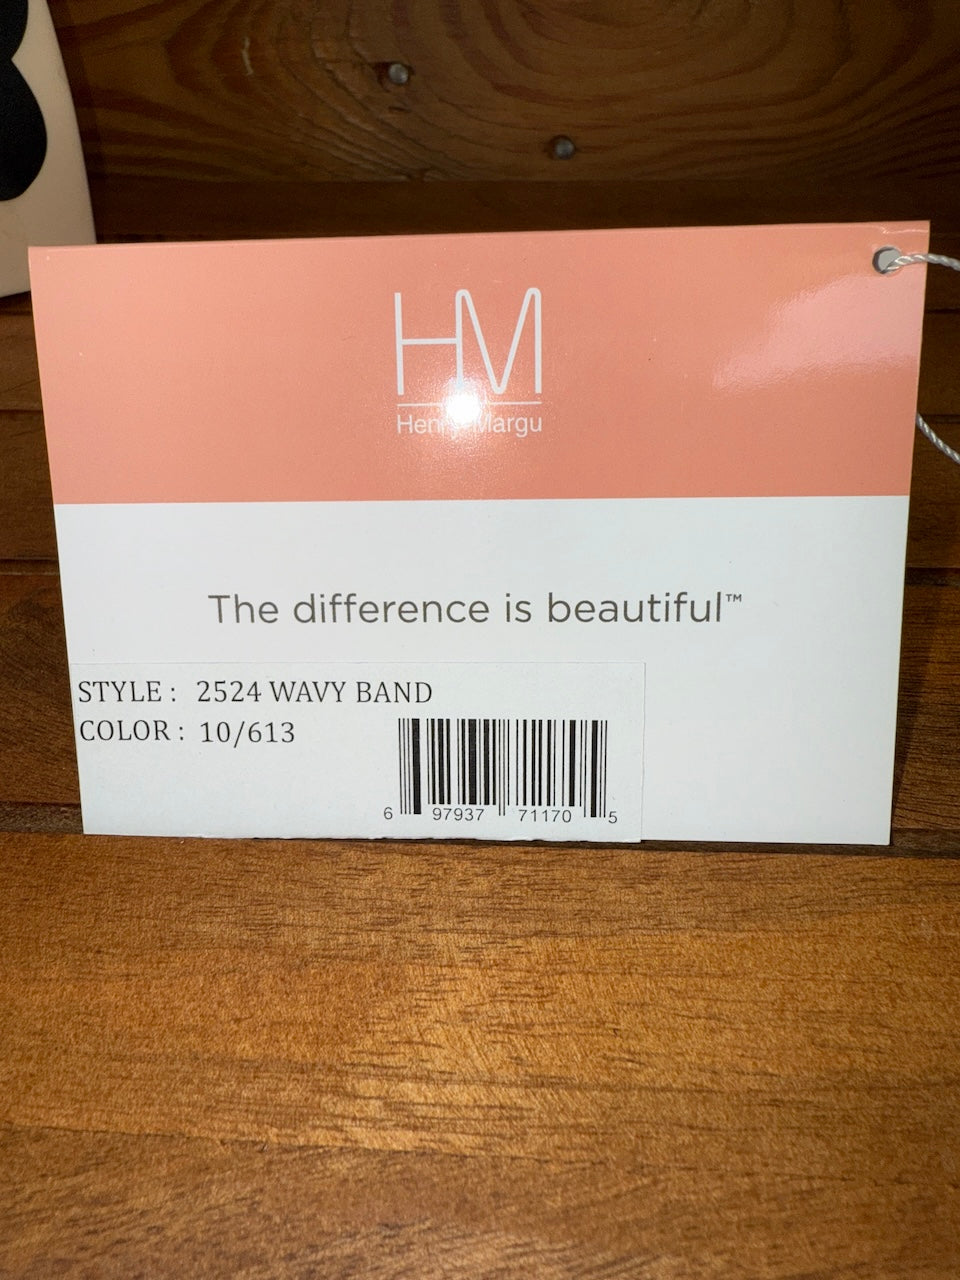 HM
Henry Margu
The difference is beautiful™
STYLE : 2524 WAVY BAND
COLOR : 10/613
6 97937 71170 5